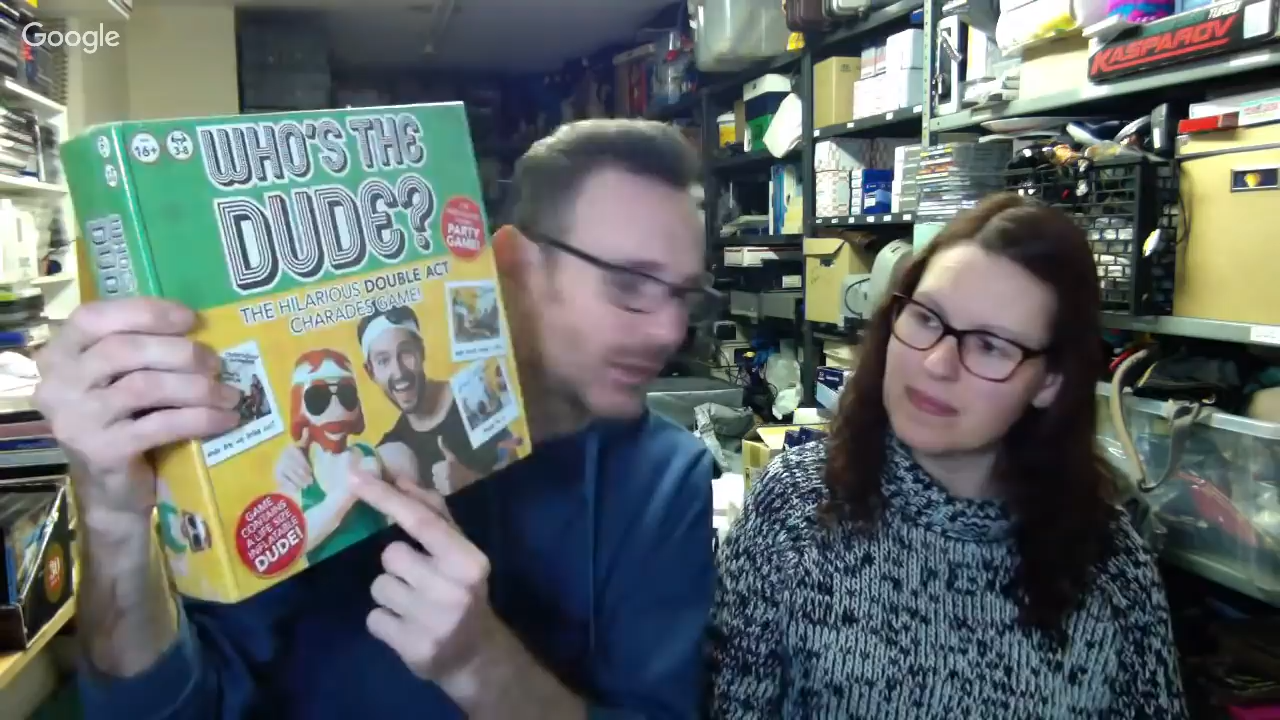 Google
16+
3-8
WHO'S THE
DUDE?
PARTY
GAME!
THE HILARIOUS DOUBLE ACT
CHARADES GAME!
GAME
CONTAINS
A LIFE SIZE
INFLATABLE
DUDE!
TURBO
KASPAROV